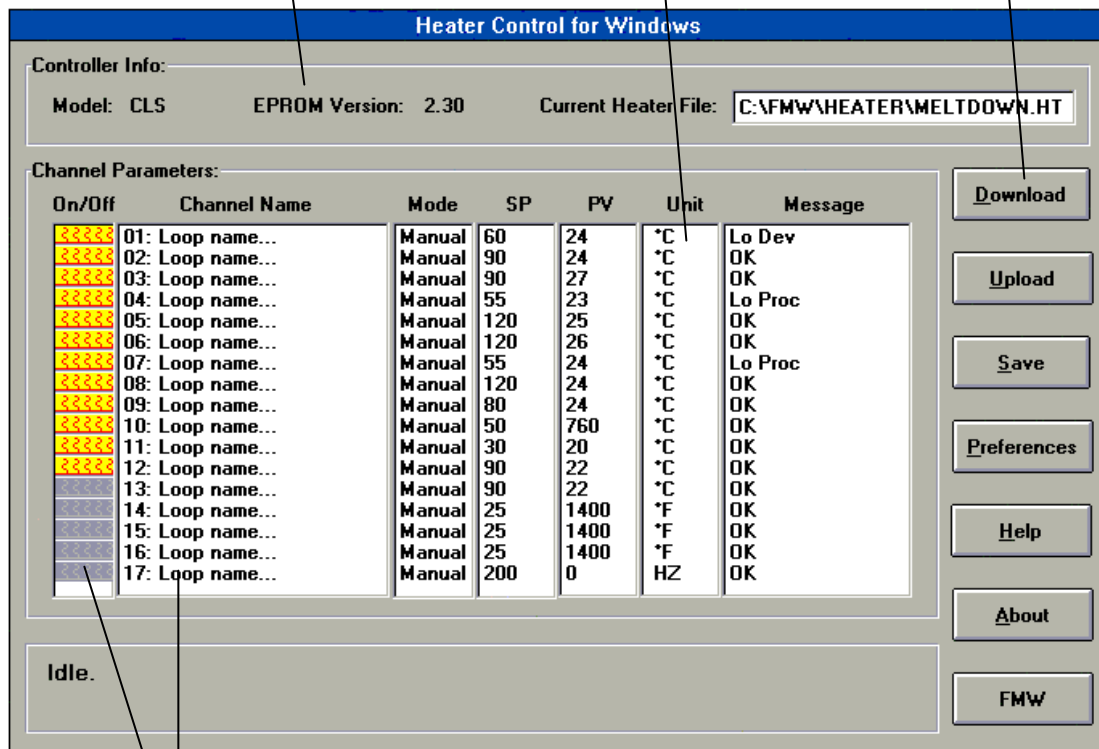 Heater Control for Windows
Controller Info:
Model: CLS EPROM Version: 2.30 Current Heater File: C:\FMW\HEATER\MELTDOWN.HT
Channel Parameters:
On/Off Channel Name Mode SP PV Unit Message
01: Loop name... Manual 60 24 °C Lo Dev
02: Loop name... Manual 90 24 °C OK
03: Loop name... Manual 90 27 °C OK
04: Loop name... Manual 55 23 °C Lo Proc
05: Loop name... Manual 120 25 °C OK
06: Loop name... Manual 120 26 °C OK
07: Loop name... Manual 55 24 °C Lo Proc
08: Loop name... Manual 120 24 °C OK
09: Loop name... Manual 80 24 °C OK
10: Loop name... Manual 50 760 °C OK
11: Loop name... Manual 30 20 °C OK
12: Loop name... Manual 90 22 °C OK
13: Loop name... Manual 90 22 °C OK
14: Loop name... Manual 25 1400 °F OK
15: Loop name... Manual 25 1400 °F OK
16: Loop name... Manual 25 1400 °F OK
17: Loop name... Manual 200 0 HZ OK
Download
Upload
Save
Preferences
Help
About
FMW
Idle.